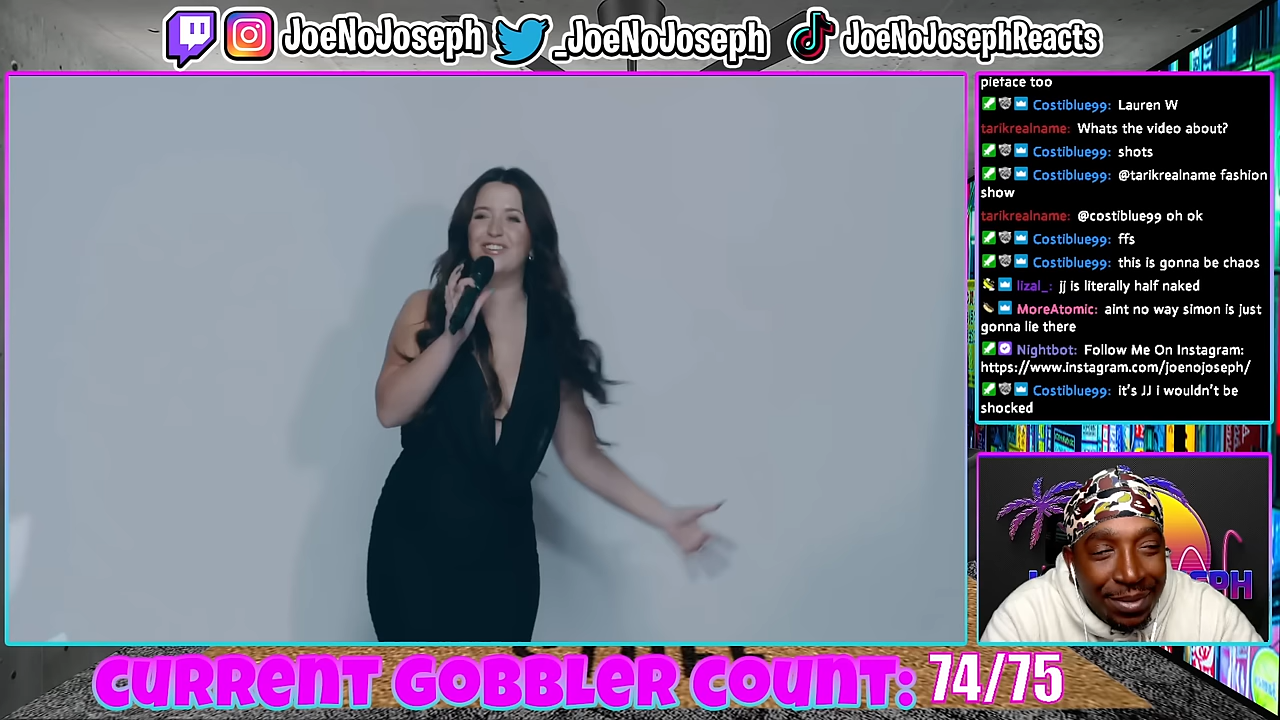 JoeNoJoseph _JoeNoJoseph JoeNoJosephReacts
pieface too
Costiblue99: Lauren W
tarikrealname: Whats the video about?
Costiblue99: shots
Costiblue99: @tarikrealname fashion
show
tarikrealname: @costiblue99 oh ok
Costiblue99: ffs
Costiblue99: this is gonna be chaos
lizal_: jj is literally half naked
MoreAtomic: aint no way simon is just
gonna lie there
Nightbot: Follow Me On Instagram:
https://www.instagram.com/joenojoseph/
Costiblue99: it's JJ i wouldn't be
shocked
CURRENT GOBBLER COUNT: 74/75